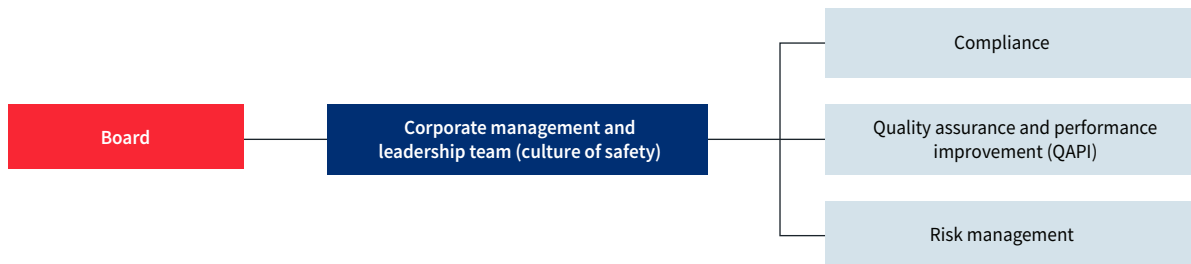 Board
Corporate management and
leadership team (culture of safety)
Compliance
Quality assurance and performance
improvement (QAPI)
Risk management